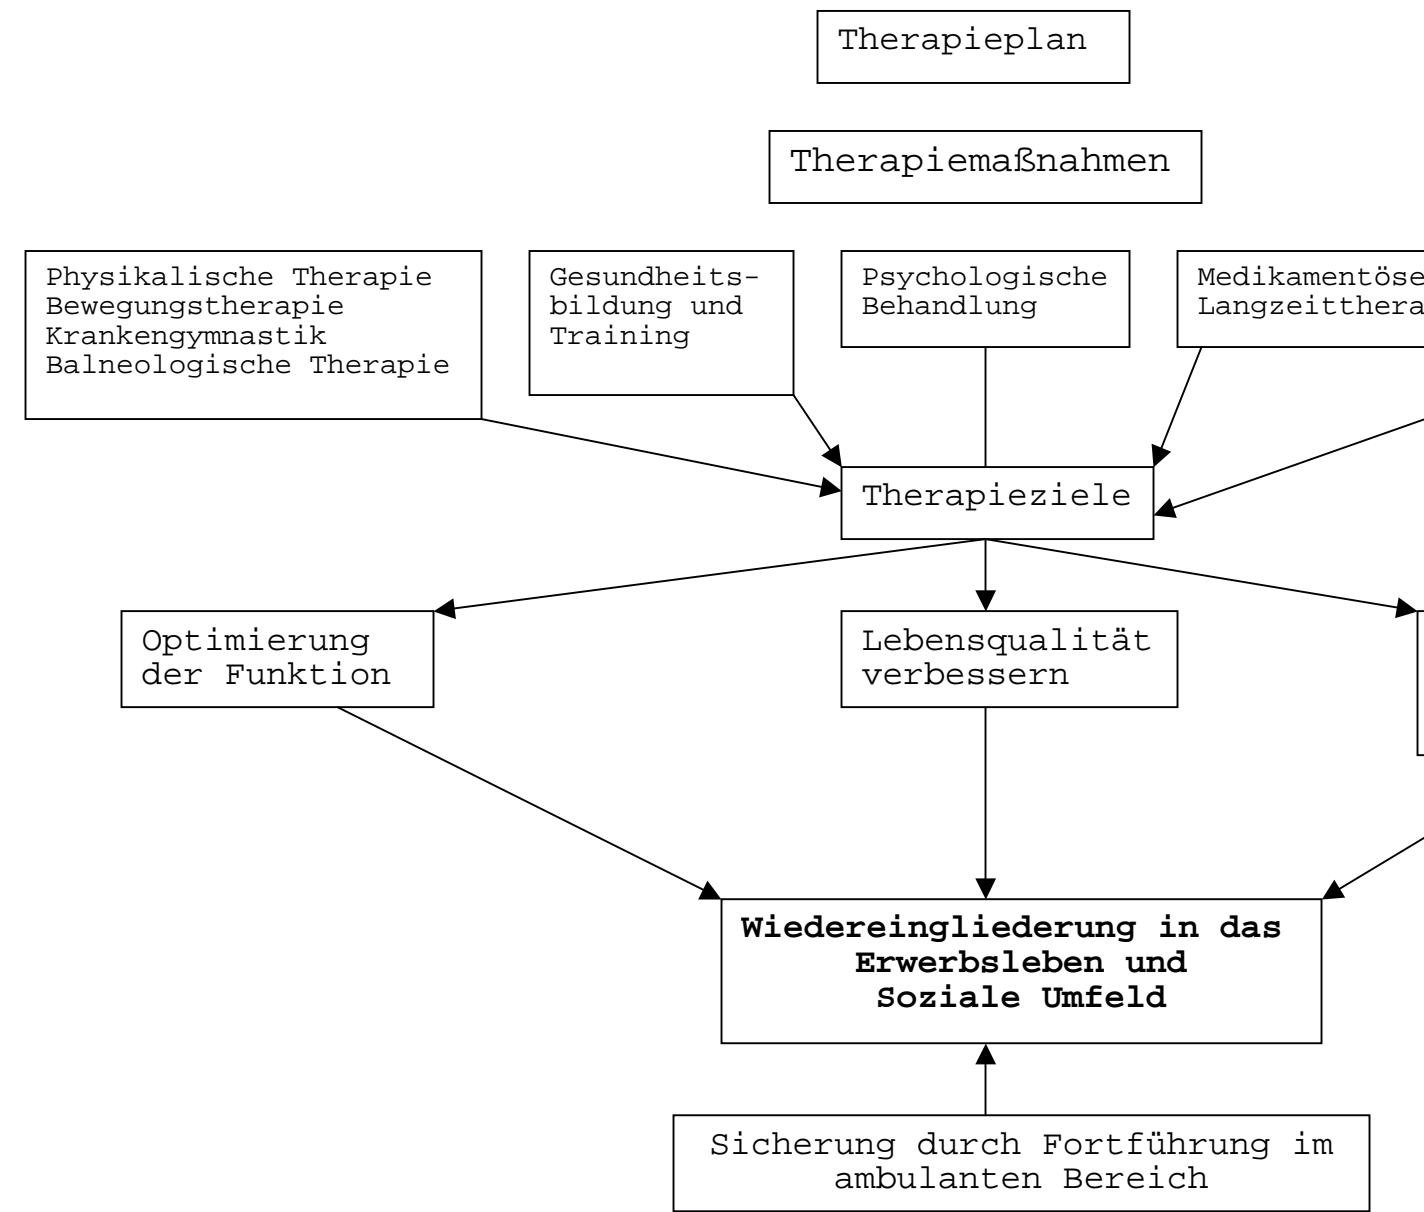 Therapieplan
Therapiemaßnahmen
Physikalische Therapie
Bewegungstherapie
Krankengymnastik
Balneologische Therapie
Gesundheits-
bildung und
Training
Psychologische
Behandlung
Medikamentöse
Langzeitthera
Therapieziele
Optimierung
der Funktion
Lebensqualität
verbessern
Wiedereingliederung in das
Erwerbsleben und
Soziale Umfeld
Sicherung durch Fortführung im
ambulanten Bereich